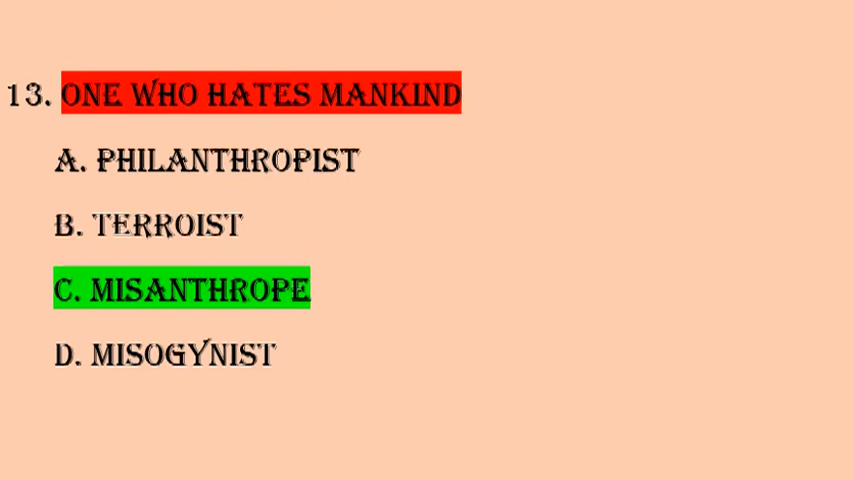 13. ONE WHO HATES MANKIND
A. PHILANTHROPIST
B. TERROIST
C. MISANTHROPE
D. MISOGYNIST